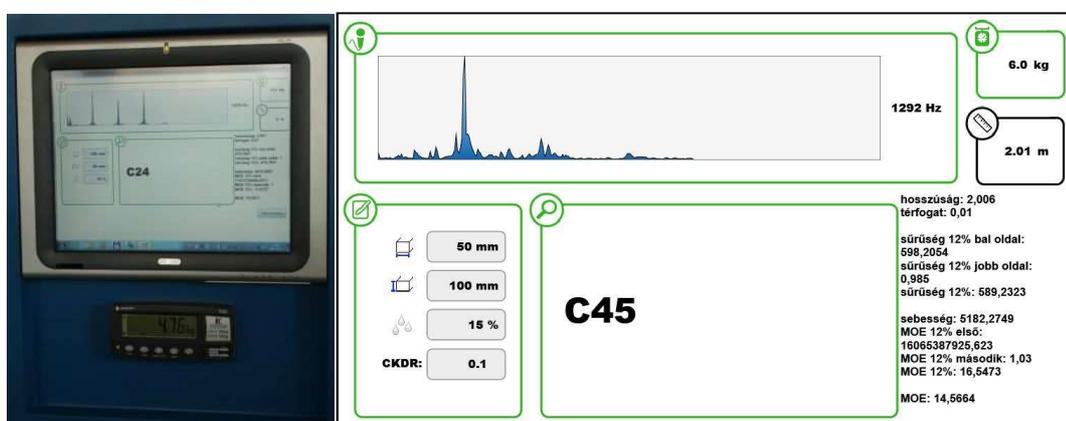 C24
4.76
1292 Hz
6.0 kg
2.01 m
50 mm
100 mm
15 %
CKDR: 0.1
C45
hosszúság: 2,006
térfogat: 0,01
sűrűség 12% bal oldal:
598,2054
sűrűség 12% jobb oldal:
0,985
sűrűség 12%: 589,2323
sebesség: 5182,2749
MOE 12% első:
16065387925,623
MOE 12% második: 1,03
MOE 12%: 16,5473
MOE: 14,5664